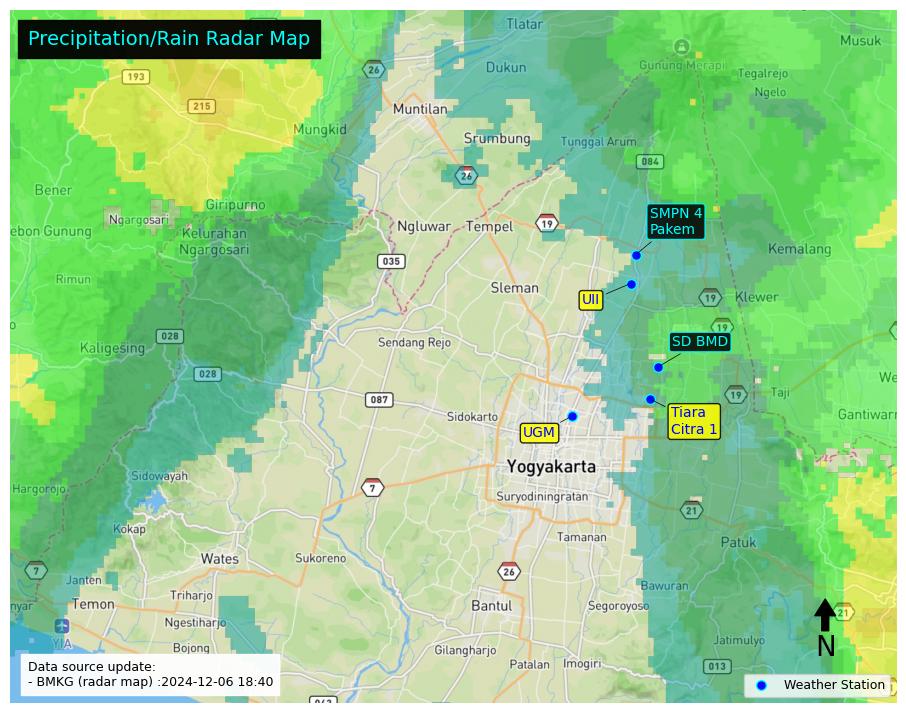 Precipitation/Rain Radar Map
Tlatar
Musuk
26
Dukun
Gunung Merapi
Tegalrejo
193
Ngelo
215
Muntilan
Mungkid
Srumbung
Tunggal Arum
084
26
Bener
Giripurno
SMPN 4
Pakem
Ngargosari
Ngluwar
Tempel
19
ebon Gunung
Kelurahan
Ngargosari
Kemalang
035
Rimun
Sleman
UII
19
Klewer
19
028
Sendang Rejo
SD BMD
Kaligesing
028
We
Taji
087
19
Sidokarto
Tiara
Citra 1
Gantiwarn
UGM
Yogyakarta
Sidowayah
7
Hargorojo
Suryodiningratan
21
Kokap
Tamanan
Patuk
Wates
Sukoreno
7
26
Janten
Bawuran
Triharjo
nyar
Temon
Bantul
Segoroyoso
21
Ngestiharjo
YIA
Bojong
N
Jatimulyo
Gilangharjo
Data source update:
- BMKG (radar map) :2024-12-06 18:40
Patalan
Imogiri
013
Weather Station